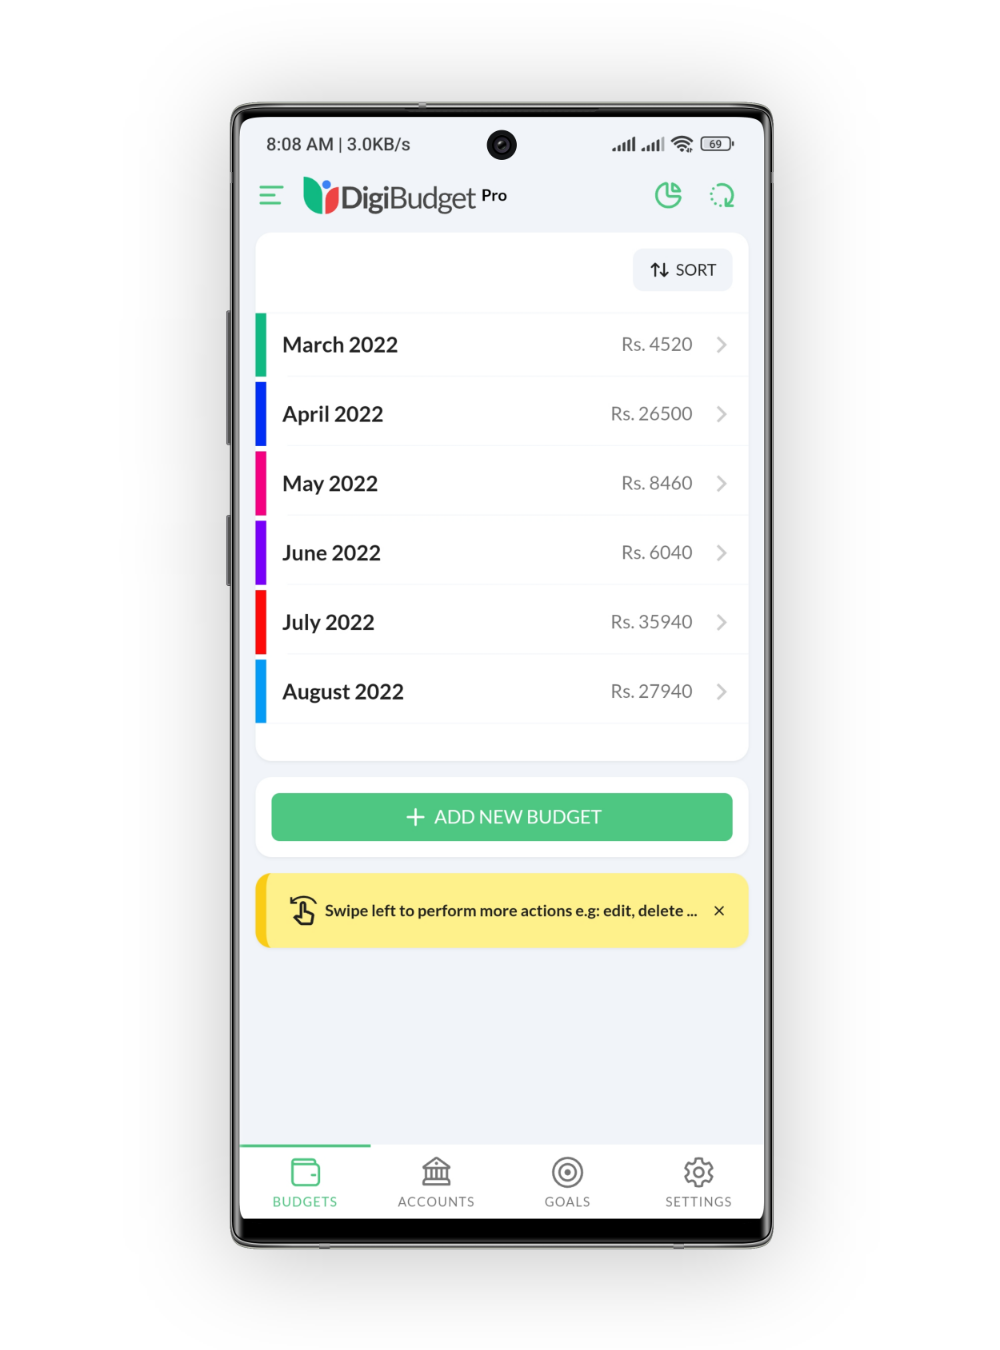 8:08 AM | 3.0KB/s 69
DigiBudget Pro
SORT
March 2022 Rs. 4520
April 2022 Rs. 26500
May 2022 Rs. 8460
June 2022 Rs. 6040
July 2022 Rs. 35940
August 2022 Rs. 27940
+ ADD NEW BUDGET
Swipe left to perform more actions e.g: edit, delete ... ×
BUDGETS ACCOUNTS GOALS SETTINGS